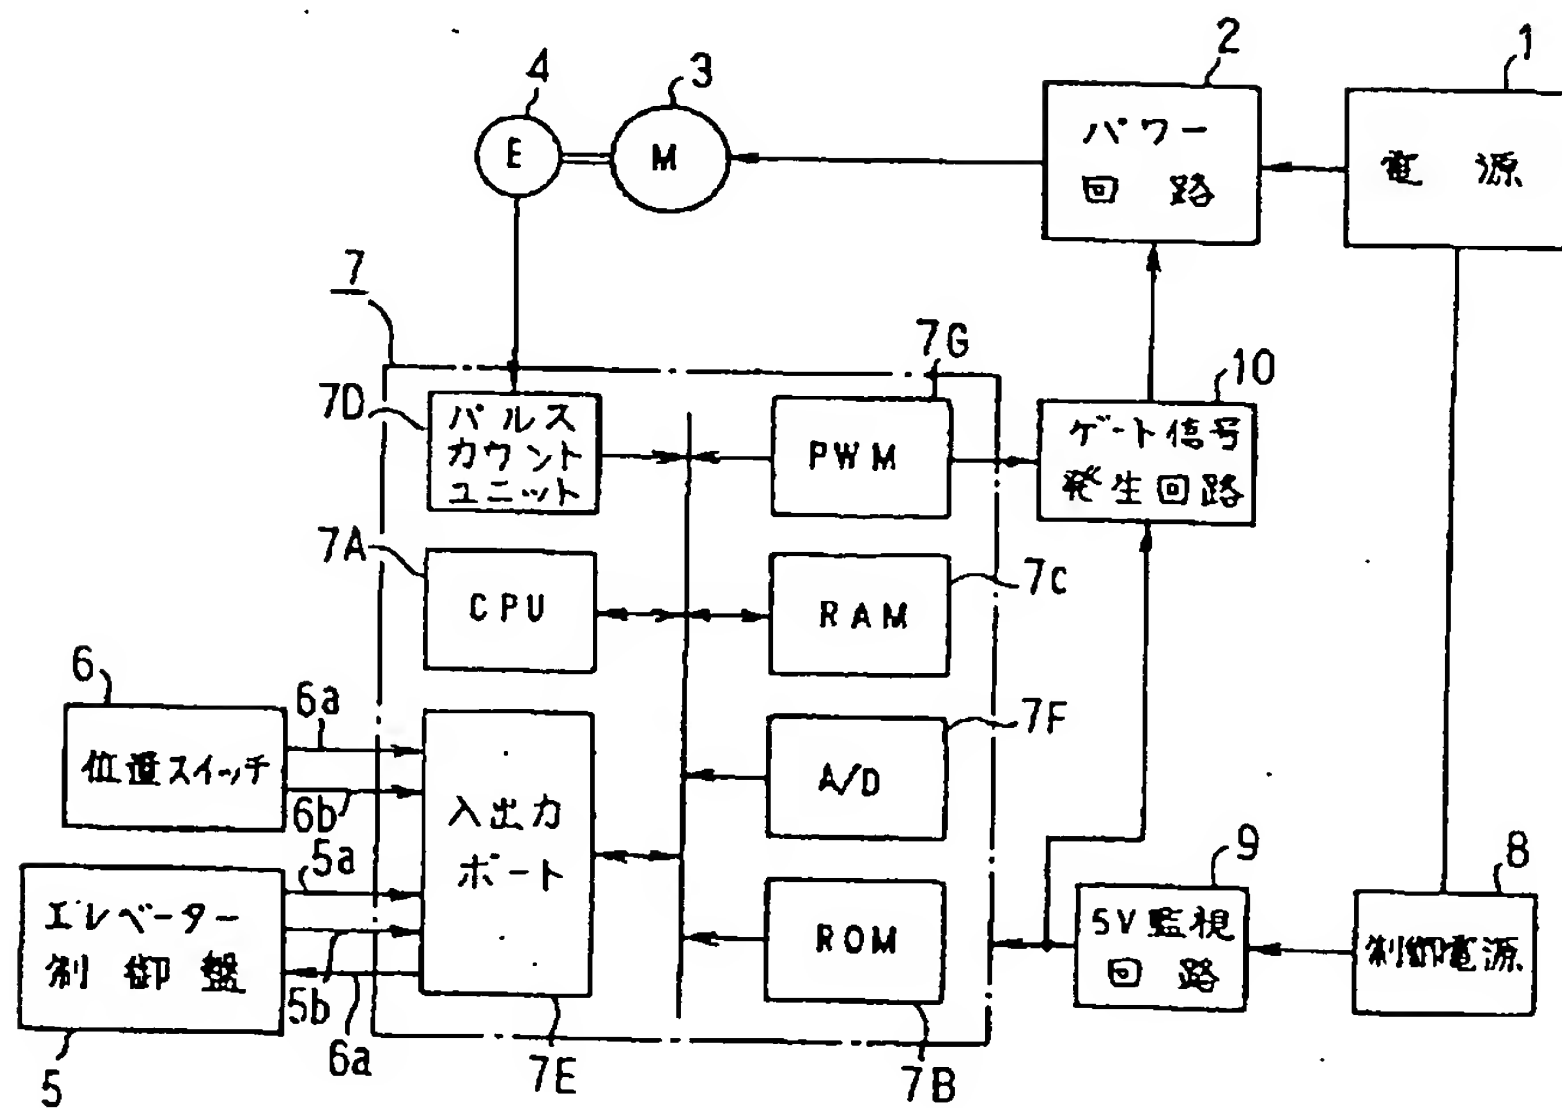 1
2
3
4
電 源
パワー
回 路
M
E
7
7G
10
7D
パルス
カウント
ユニット
PWM
ゲート信号
発生回路
7A
CPU
RAM
7C
6
位置スイッチ
6a
6b
入出力
ポート
A/D
7F
5a
エレベーター
制 御 盤
5b
6a
5
7E
ROM
7B
9
5V監視
回 路
8
制御電源